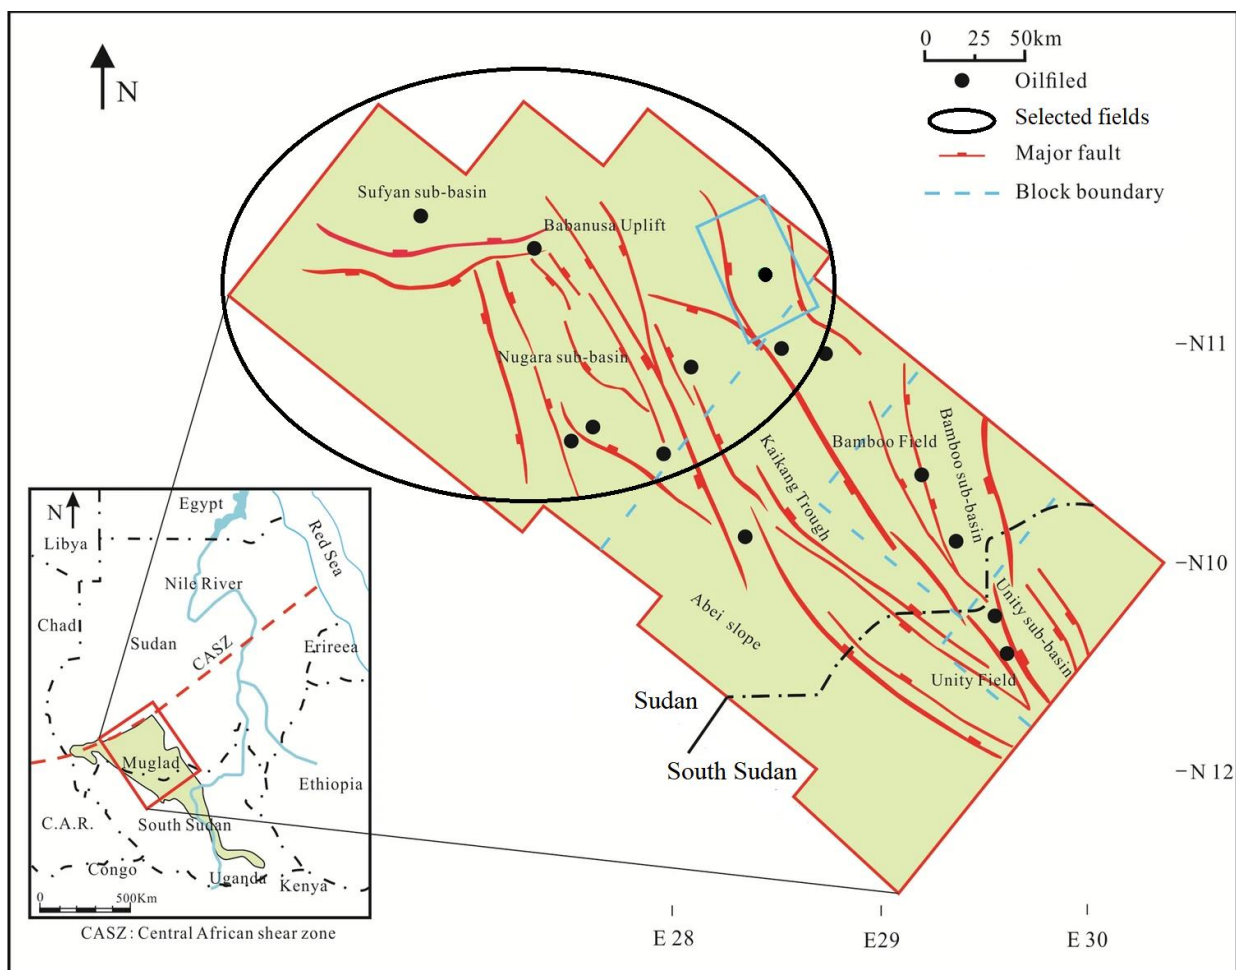 0 25 50km
N
Oilfiled
Selected fields
Major fault
Block boundary
Sufyan sub-basin
Babanusa Uplift
Nugara sub-basin
N11
Kaikang Trough
Bamboo Field
Bamboo sub-basin
N10
Abei slope
Unity sub-basin
Unity Field
Sudan
South Sudan
N 12
E 28
E29
E 30
N
Egypt
Libya
Red Sea
Nile River
Chad
Sudan
CASZ
Erireea
Muglad
Ethiopia
C.A.R.
South Sudan
Congo
Uganda
Kenya
0 500Km
CASZ : Central African shear zone